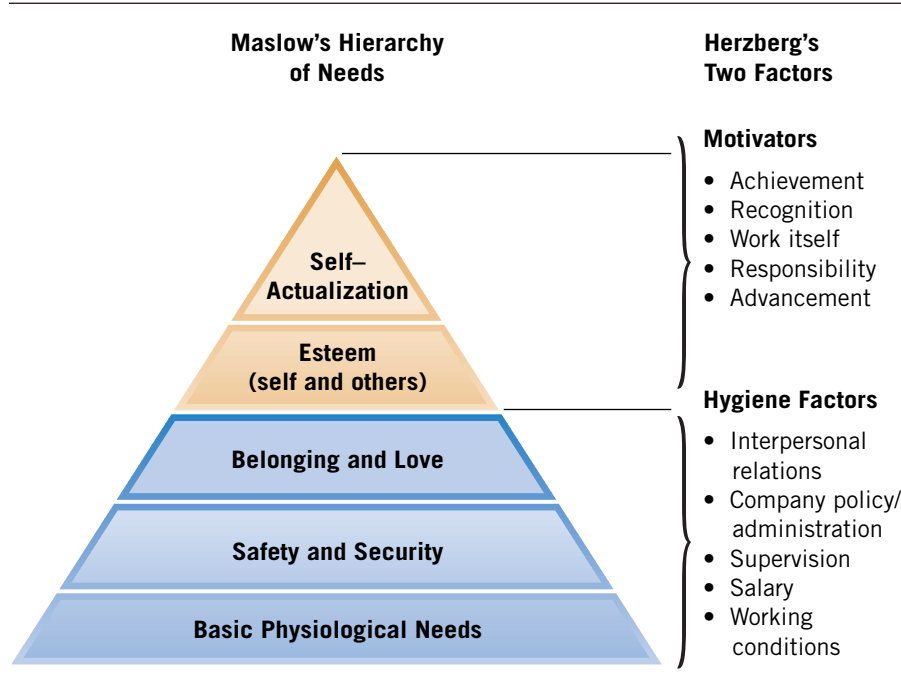 Maslow's Hierarchy
of Needs
Herzberg's
Two Factors
Self–
Actualization
Esteem
(self and others)
Belonging and Love
Safety and Security
Basic Physiological Needs
Motivators
• Achievement
• Recognition
• Work itself
• Responsibility
• Advancement
Hygiene Factors
• Interpersonal
relations
• Company policy/
administration
• Supervision
• Salary
• Working
conditions